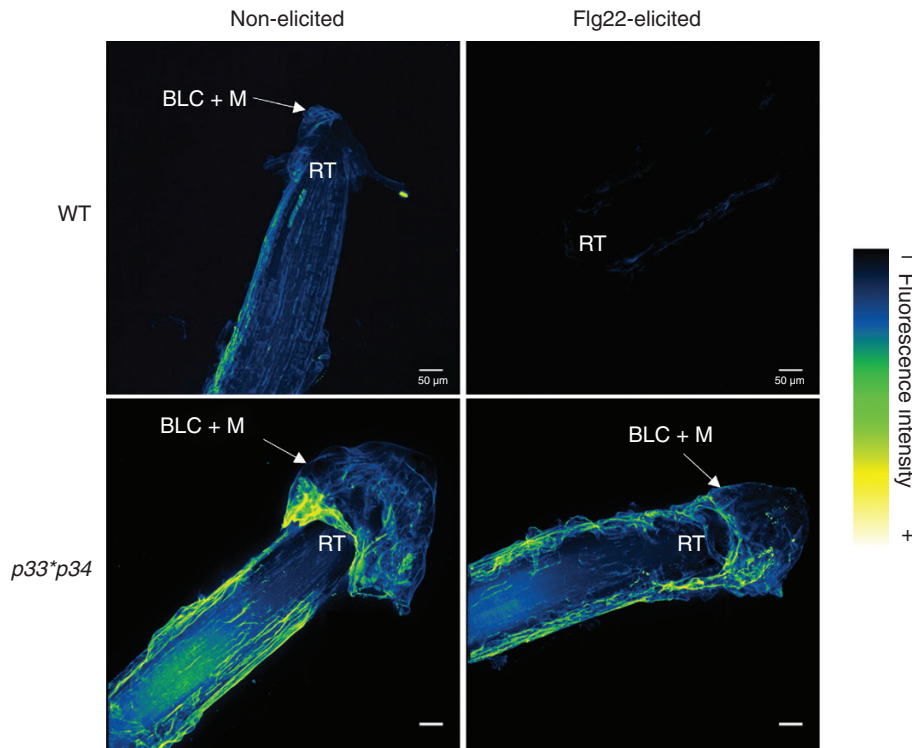 Non-elicited
Flg22-elicited
WT
BLC + M
RT
50 µm
RT
50 µm
p33*p34
BLC + M
RT
BLC + M
RT
–
Fluorescence intensity
+